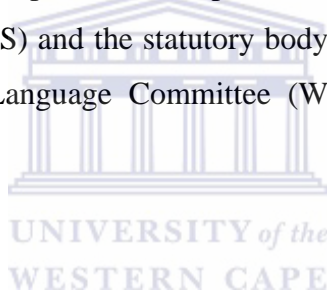 S) and the statutory body
Language Committee (W
UNIVERSITY of the
WESTERN CAPE